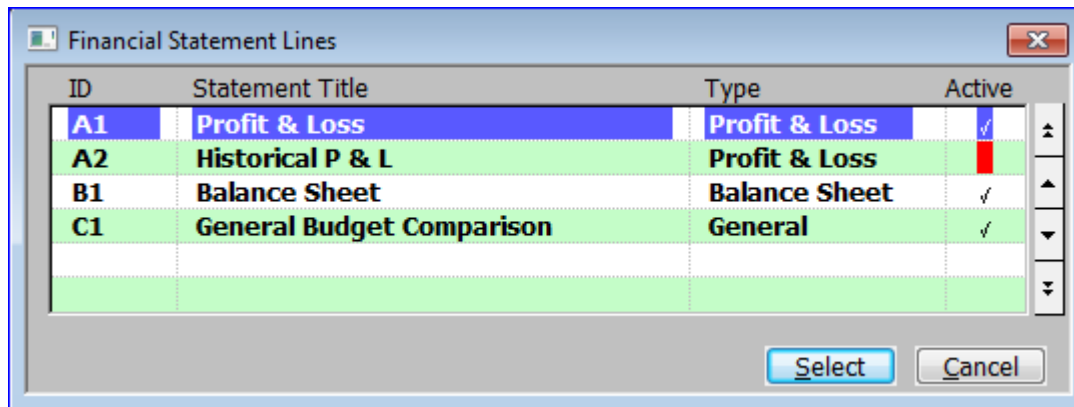 Financial Statement Lines
ID Statement Title Type Active
A1 Profit & Loss Profit & Loss √
A2 Historical P & L Profit & Loss
B1 Balance Sheet Balance Sheet √
C1 General Budget Comparison General √
Select Cancel